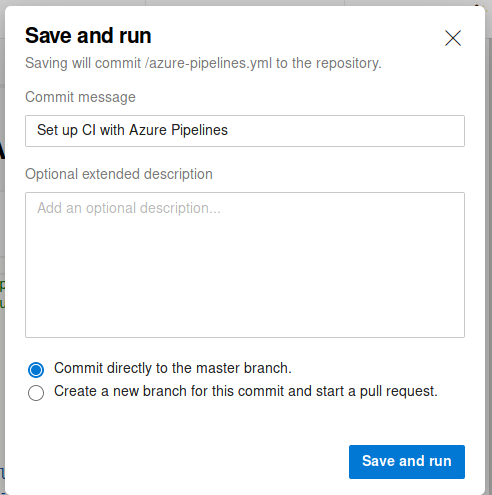 Save and run
Saving will commit /azure-pipelines.yml to the repository.
Commit message
Set up CI with Azure Pipelines
Optional extended description
Add an optional description...
Commit directly to the master branch.
Create a new branch for this commit and start a pull request.
Save and run